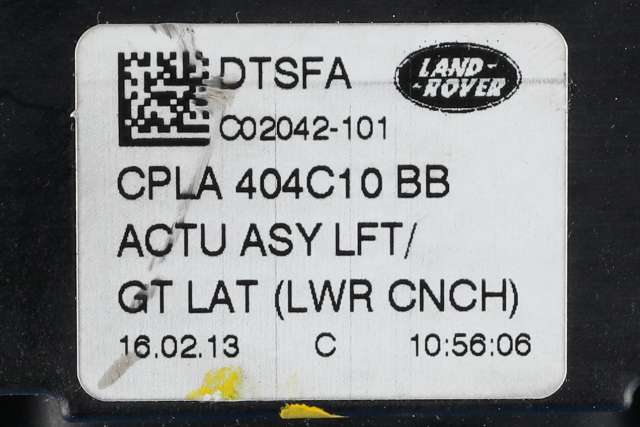 DTSFA
LAND-
-ROVER
C02042-101
CPLA 404C10 BB
ACTU ASY LFT/
GT LAT (LWR CNCH)
16.02.13 C 10:56:06